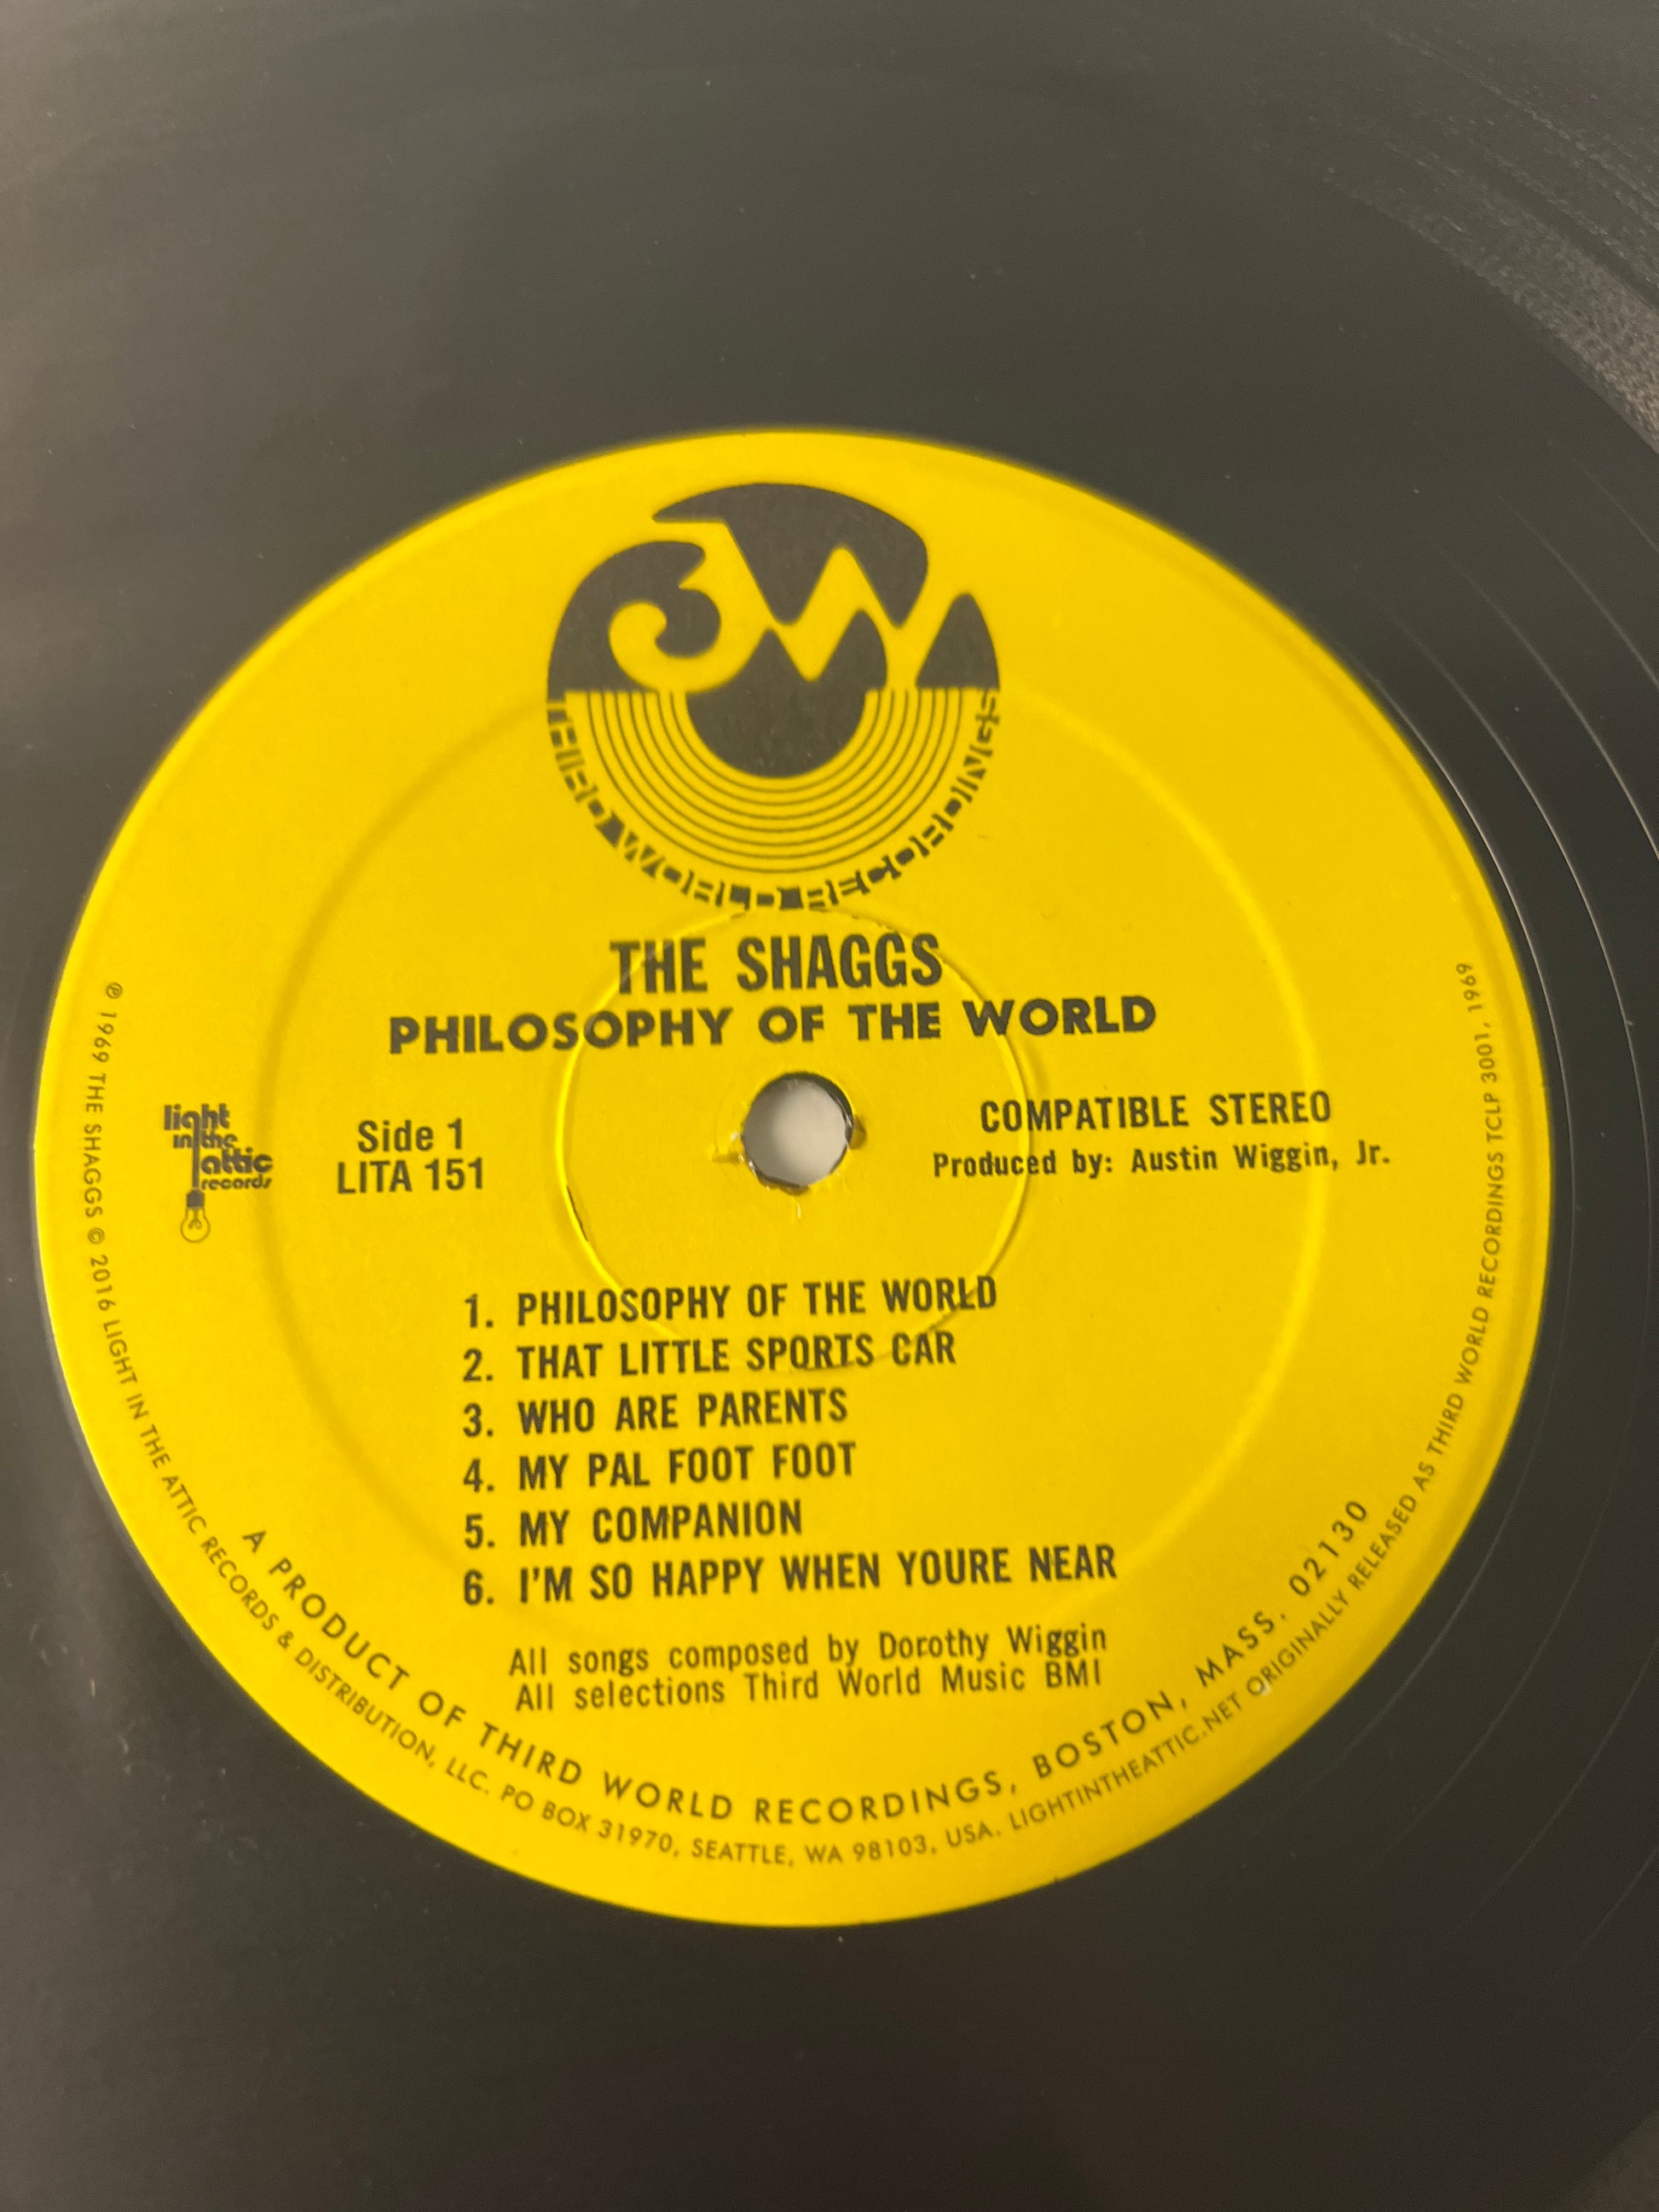 3W
THIRD WORLD RECORDINGS
THE SHAGGS
PHILOSOPHY OF THE WORLD
light
in the
attic
records
Side 1
LITA 151
COMPATIBLE STEREO
Produced by: Austin Wiggin, Jr.
1. PHILOSOPHY OF THE WORLD
2. THAT LITTLE SPORTS CAR
3. WHO ARE PARENTS
4. MY PAL FOOT FOOT
5. MY COMPANION
6. I'M SO HAPPY WHEN YOURE NEAR
All songs composed by Dorothy Wiggin
All selections Third World Music BMI
A PRODUCT OF THIRD WORLD RECORDINGS, BOSTON, MASS. 02130
℗ 1969 THE SHAGGS © 2016 LIGHT IN THE ATTIC RECORDS & DISTRIBUTION, LLC. PO BOX 31970, SEATTLE, WA 98103, USA. LIGHTINTHEATTIC.NET ORIGINALLY RELEASED AS THIRD WORLD RECORDINGS TCLP 3001, 1969